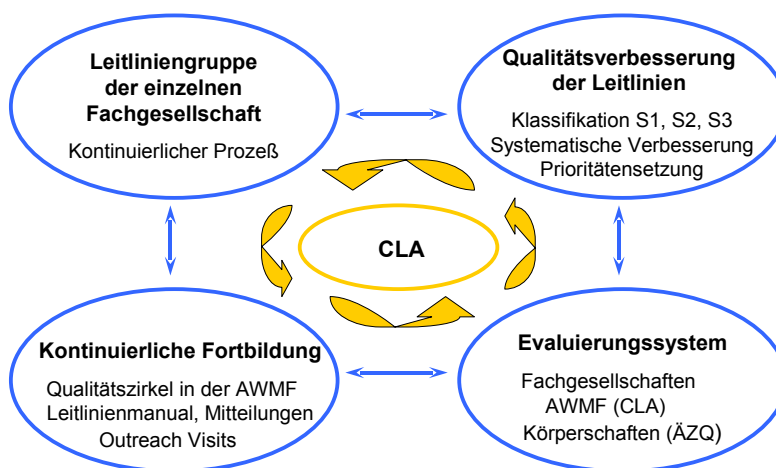 Leitliniengruppe
der einzelnen
Fachgesellschaft
Kontinuierlicher Prozeß
Qualitätsverbesserung
der Leitlinien
Klassifikation S1, S2, S3
Systematische Verbesserung
Prioritätensetzung
CLA
Kontinuierliche Fortbildung
Qualitätszirkel in der AWMF
Leitlinienmanual, Mitteilungen
Outreach Visits
Evaluierungssystem
Fachgesellschaften
AWMF (CLA)
Körperschaften (ÄZQ)